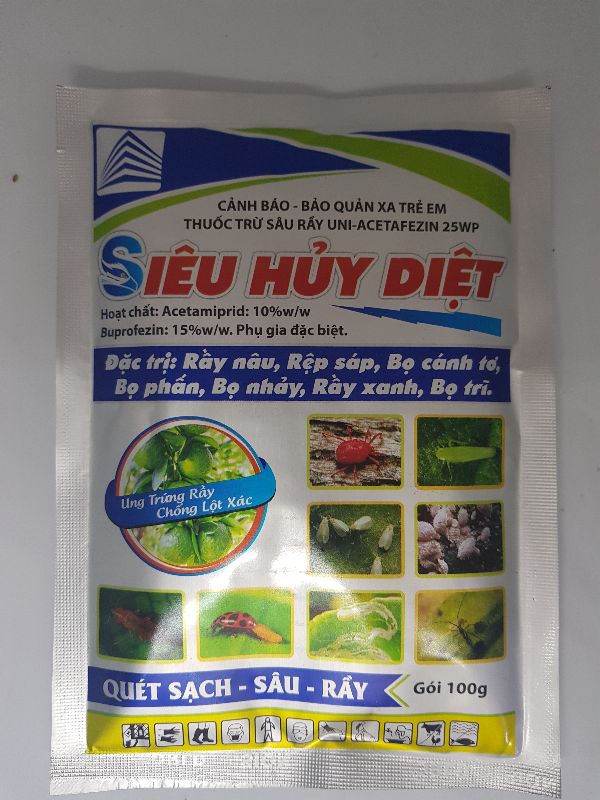 CẢNH BÁO - BẢO QUẢN XA TRẺ EM
THUỐC TRỪ SÂU RẦY UNI-ACETAFEZIN 25WP
SIÊU HỦY DIỆT
Hoạt chất: Acetamiprid: 10%w/w
Buprofezin: 15%w/w. Phụ gia đặc biệt.
Đặc trị: Rầy nâu, Rệp sáp, Bọ cánh tơ,
Bọ phấn, Bọ nhảy, Rầy xanh, Bọ trĩ.
Ung Trứng Rầy
Chống Lột Xác
QUÉT SẠCH - SÂU - RẦY
Gói 100g